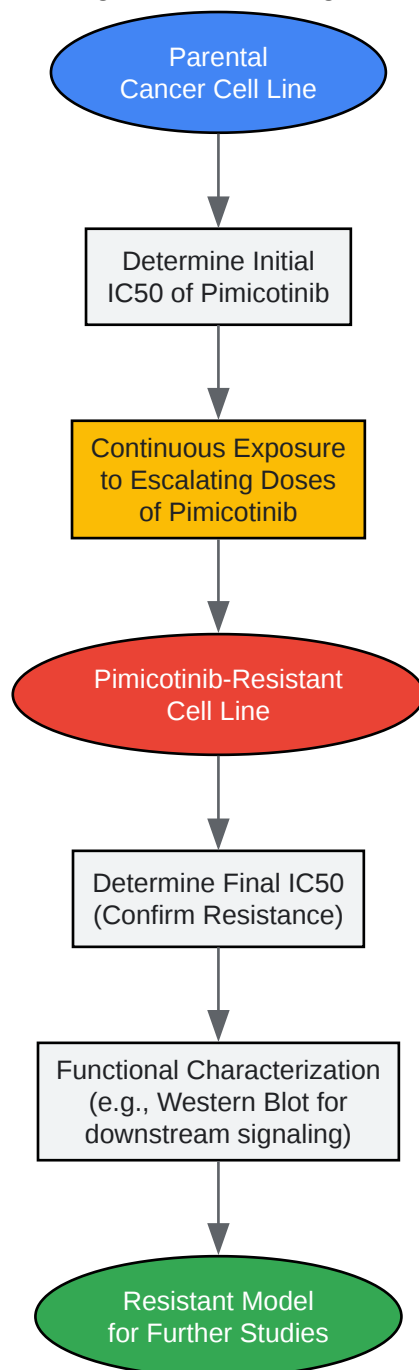 Parental
Cancer Cell Line
Determine Initial
IC50 of Pimicotinib
Continuous Exposure
to Escalating Doses
of Pimicotinib
Pimicotinib-Resistant
Cell Line
Determine Final IC50
(Confirm Resistance)
Functional Characterization
(e.g., Western Blot for
downstream signaling)
Resistant Model
for Further Studies